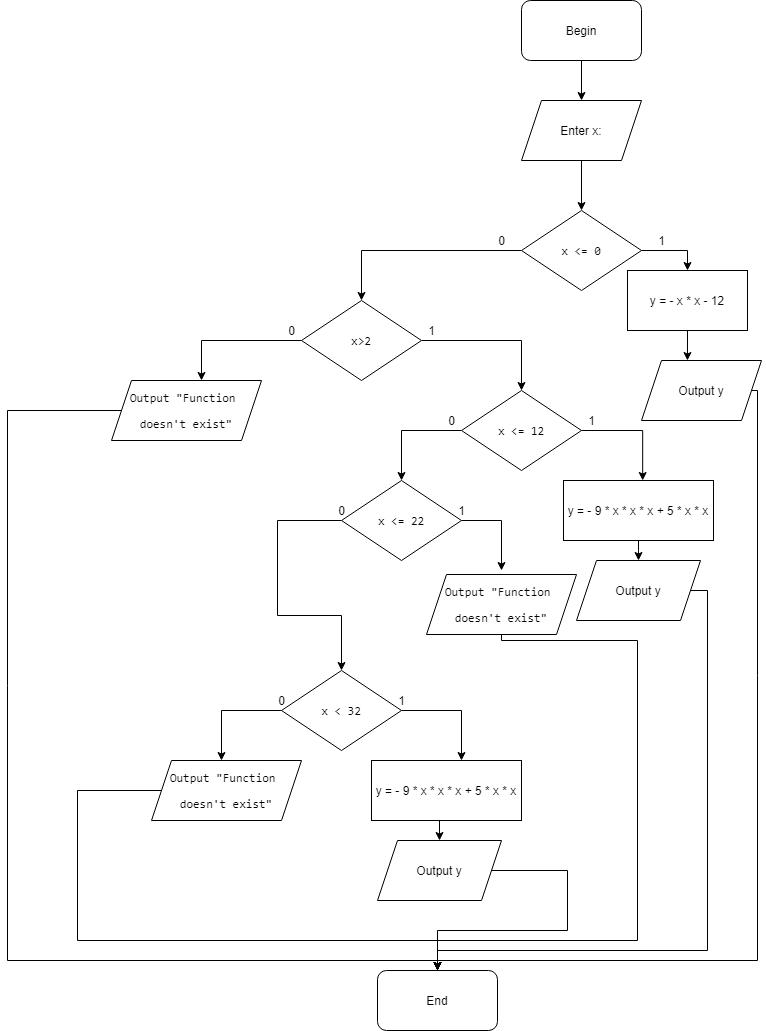 Begin
Enter x:
0
1
x <= 0
y = - x * x - 12
0
1
x>2
Output y
Output "Function
doesn't exist"
0
1
x <= 12
0
1
x <= 22
y = - 9 * x * x * x + 5 * x * x
Output "Function
doesn't exist"
Output y
0
1
x < 32
Output "Function
doesn't exist"
y = - 9 * x * x * x + 5 * x * x
Output y
End